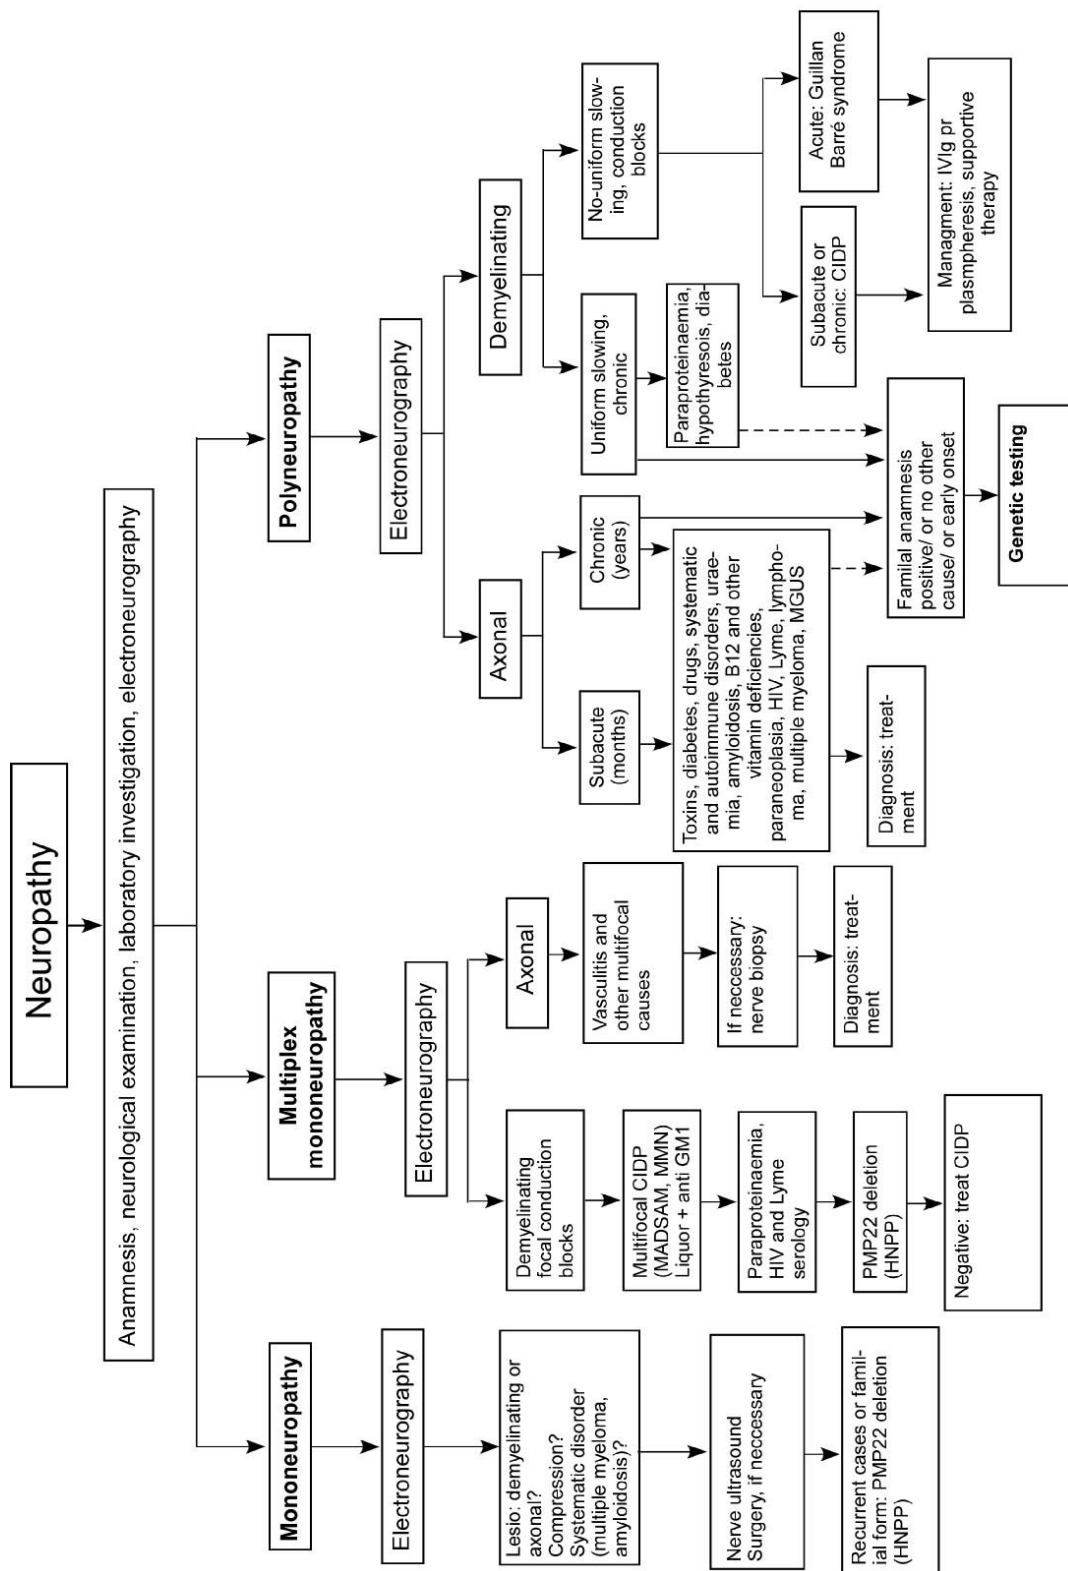 Neuropathy
Anamnesis, neurological examination, laboratory investigation, electroneurography
Mononeuropathy
Electroneurography
Lesio: demyelinating or
axonal?
Compression?
Systematic disorder
(multiple myeloma,
amyloidosis)?
Nerve ultrasound
Surgery, if neccessary
Recurrent cases or famil-
ial form: PMP22 deletion
(HNPP)
Multiplex
mononeuropathy
Electroneurography
Demyelinating
focal conduction
blocks
Multifocal CIDP
(MADSAM, MMN)
Liquor + anti GM1
Paraproteinaemia,
HIV and Lyme
serology
PMP22 deletion
(HNPP)
Negative: treat CIDP
Axonal
Vasculitis and
other multifocal
causes
If neccessary:
nerve biopsy
Diagnosis: treat-
ment
Polyneuropathy
Electroneurography
Axonal
Subacute
(months)
Chronic
(years)
Toxins, diabetes, drugs, systematic
and autoimmune disorders, urae-
mia, amyloidosis, B12 and other
vitamin deficiencies,
paraneoplasia, HIV, Lyme, lympho-
ma, multiple myeloma, MGUS
Diagnosis: treat-
ment
Demyelinating
Uniform slowing,
chronic
Paraproteinaemia,
hypothyresois, dia-
betes
Familal anamnesis
positive/ or no other
cause/ or early onset
Genetic testing
No-uniform slow-
ing, conduction
blocks
Subacute or
chronic: CIDP
Acute: Guillan
Barré syndrome
Managment: IVIg pr
plasmpheresis, supportive
therapy